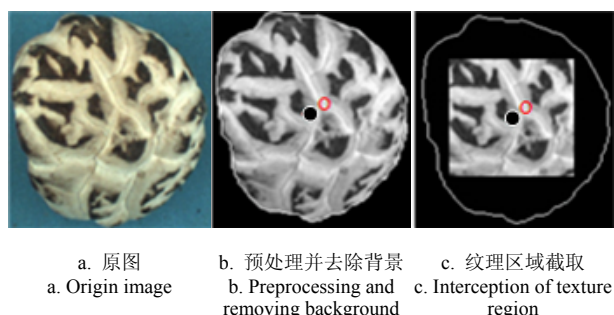 a. 原图
a. Origin image
b. 预处理并去除背景
b. Preprocessing and
removing background
c. 纹理区域截取
c. Interception of texture
region